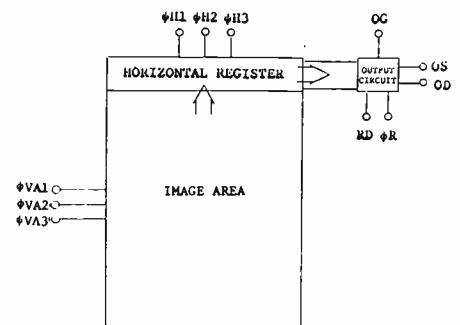 φH1 φH2 φH3
OG
HORIZONTAL REGISTER
OUTPUT
CIRCUIT
OS
OD
RD φR
φVA1
φVA2
φVA3
IMAGE AREA